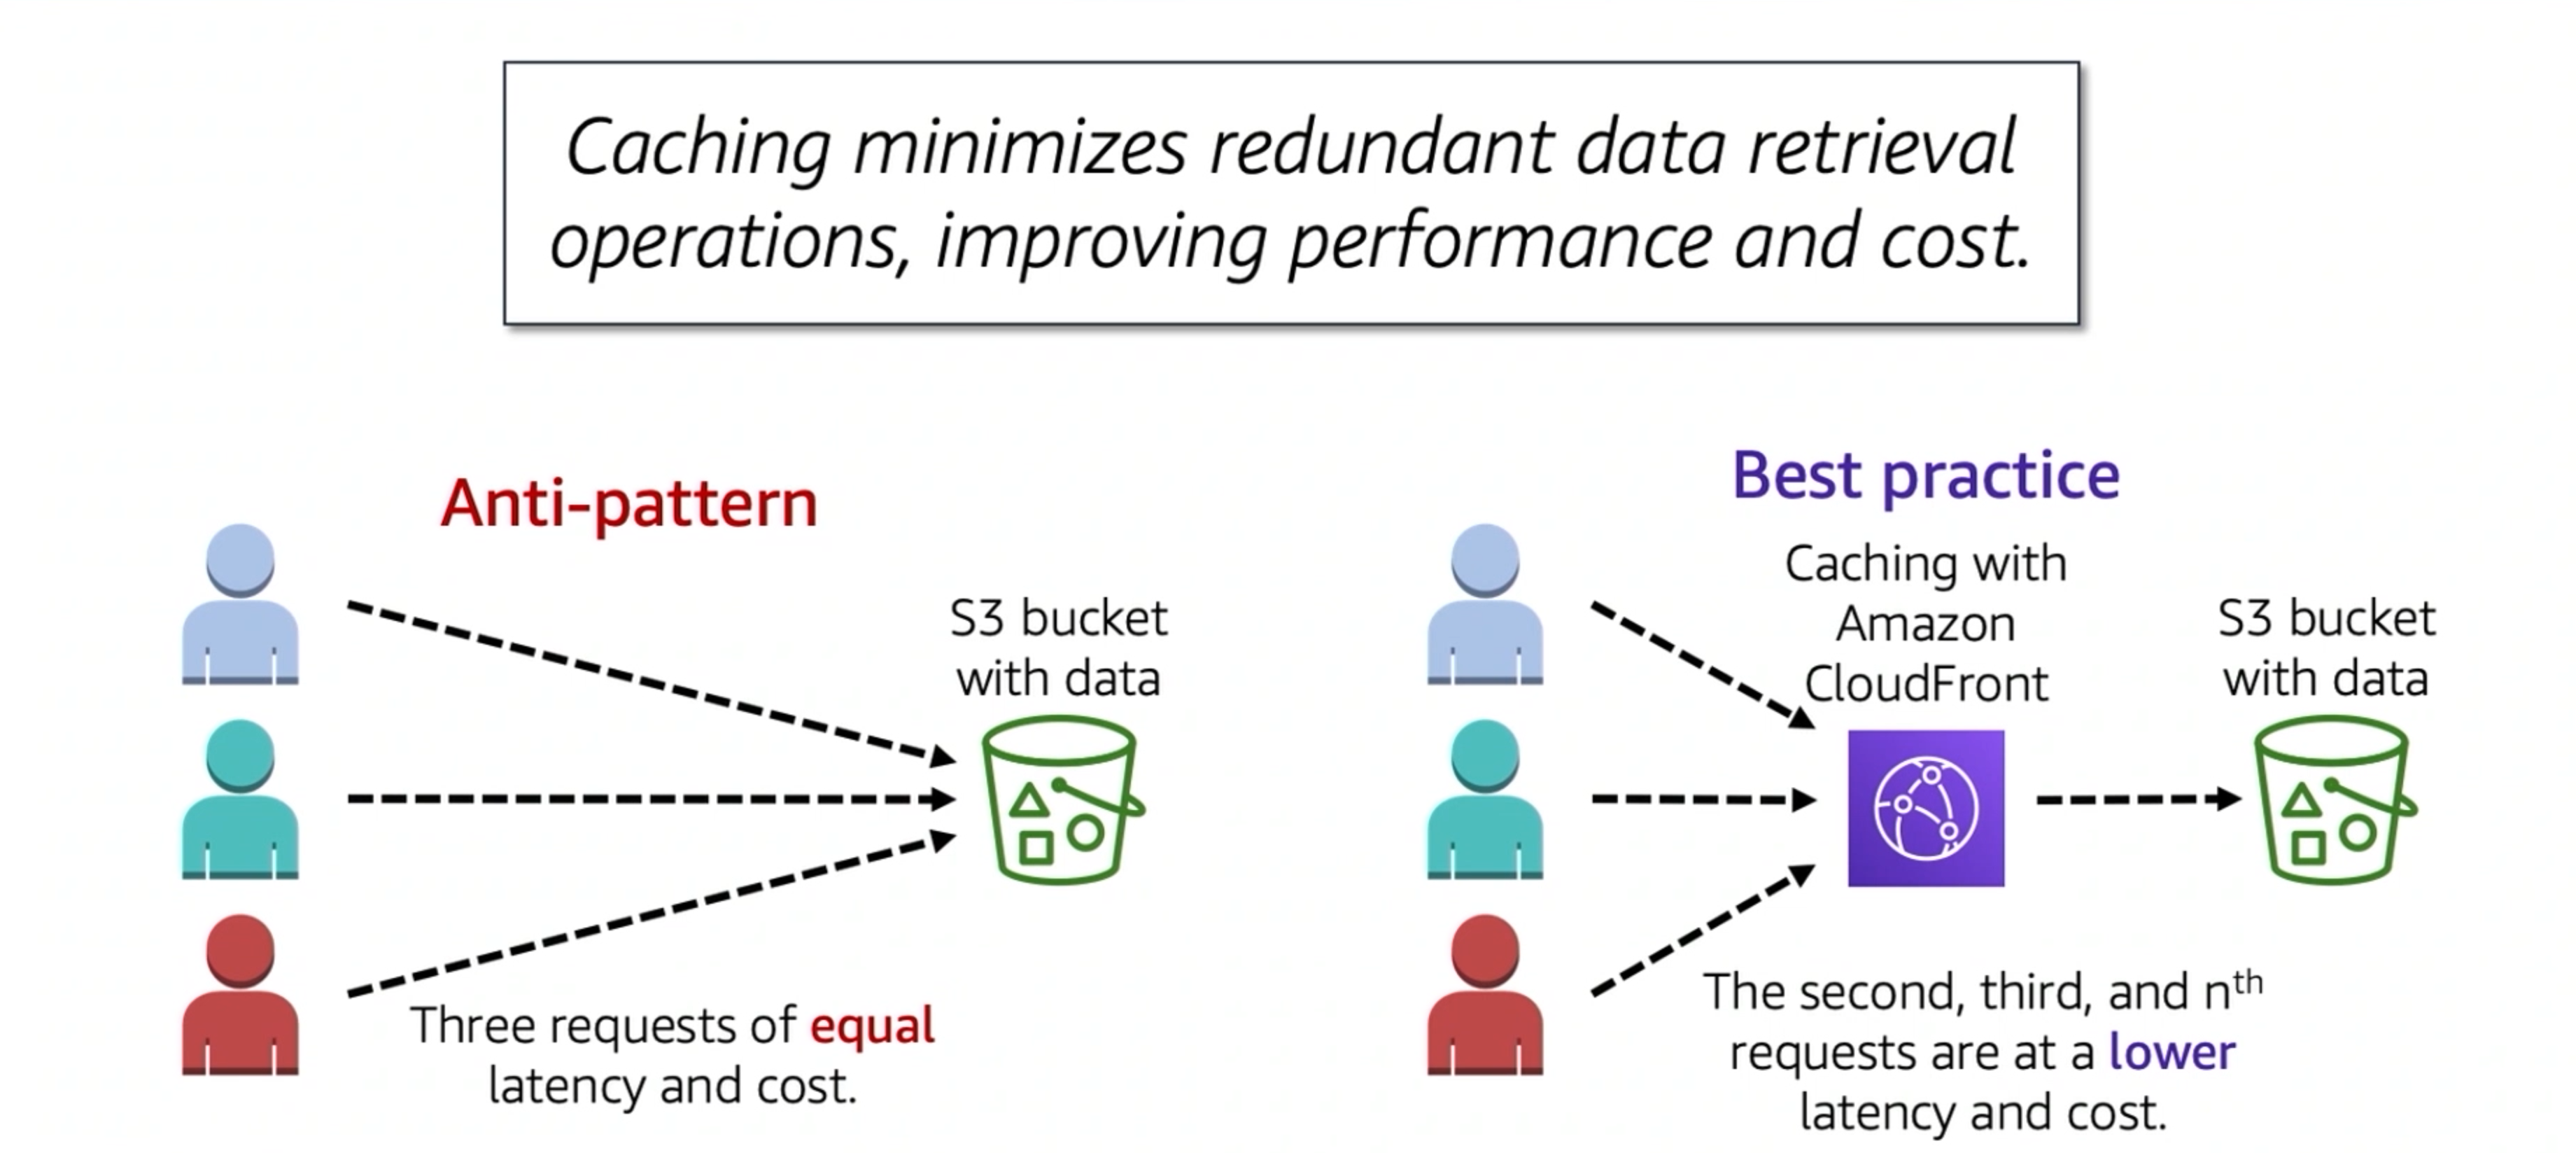 Caching minimizes redundant data retrieval
operations, improving performance and cost.
Anti-pattern
S3 bucket
with data
Three requests of equal
latency and cost.
Best practice
Caching with
Amazon
CloudFront
S3 bucket
with data
The second, third, and nth
requests are at a lower
latency and cost.